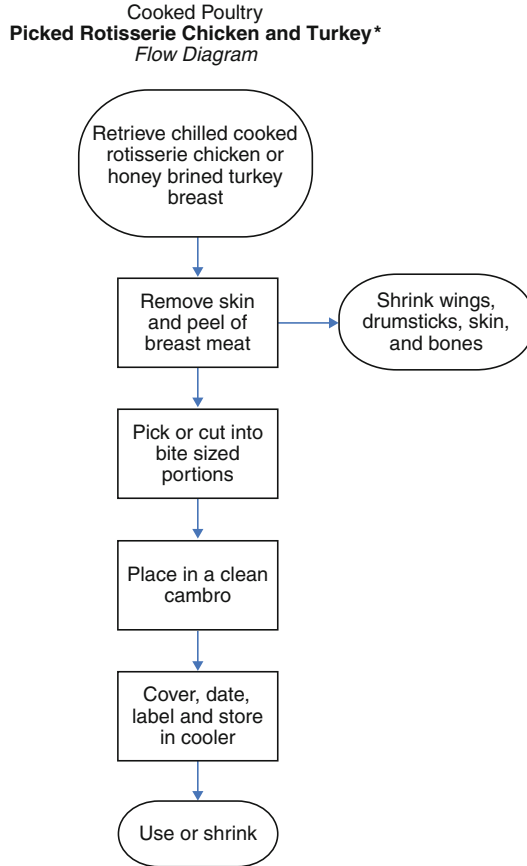 Cooked Poultry
Picked Rotisserie Chicken and Turkey*
Flow Diagram
Retrieve chilled cooked
rotisserie chicken or
honey brined turkey
breast
Remove skin
and peel of
breast meat
Shrink wings,
drumsticks, skin,
and bones
Pick or cut into
bite sized
portions
Place in a clean
cambro
Cover, date,
label and store
in cooler
Use or shrink